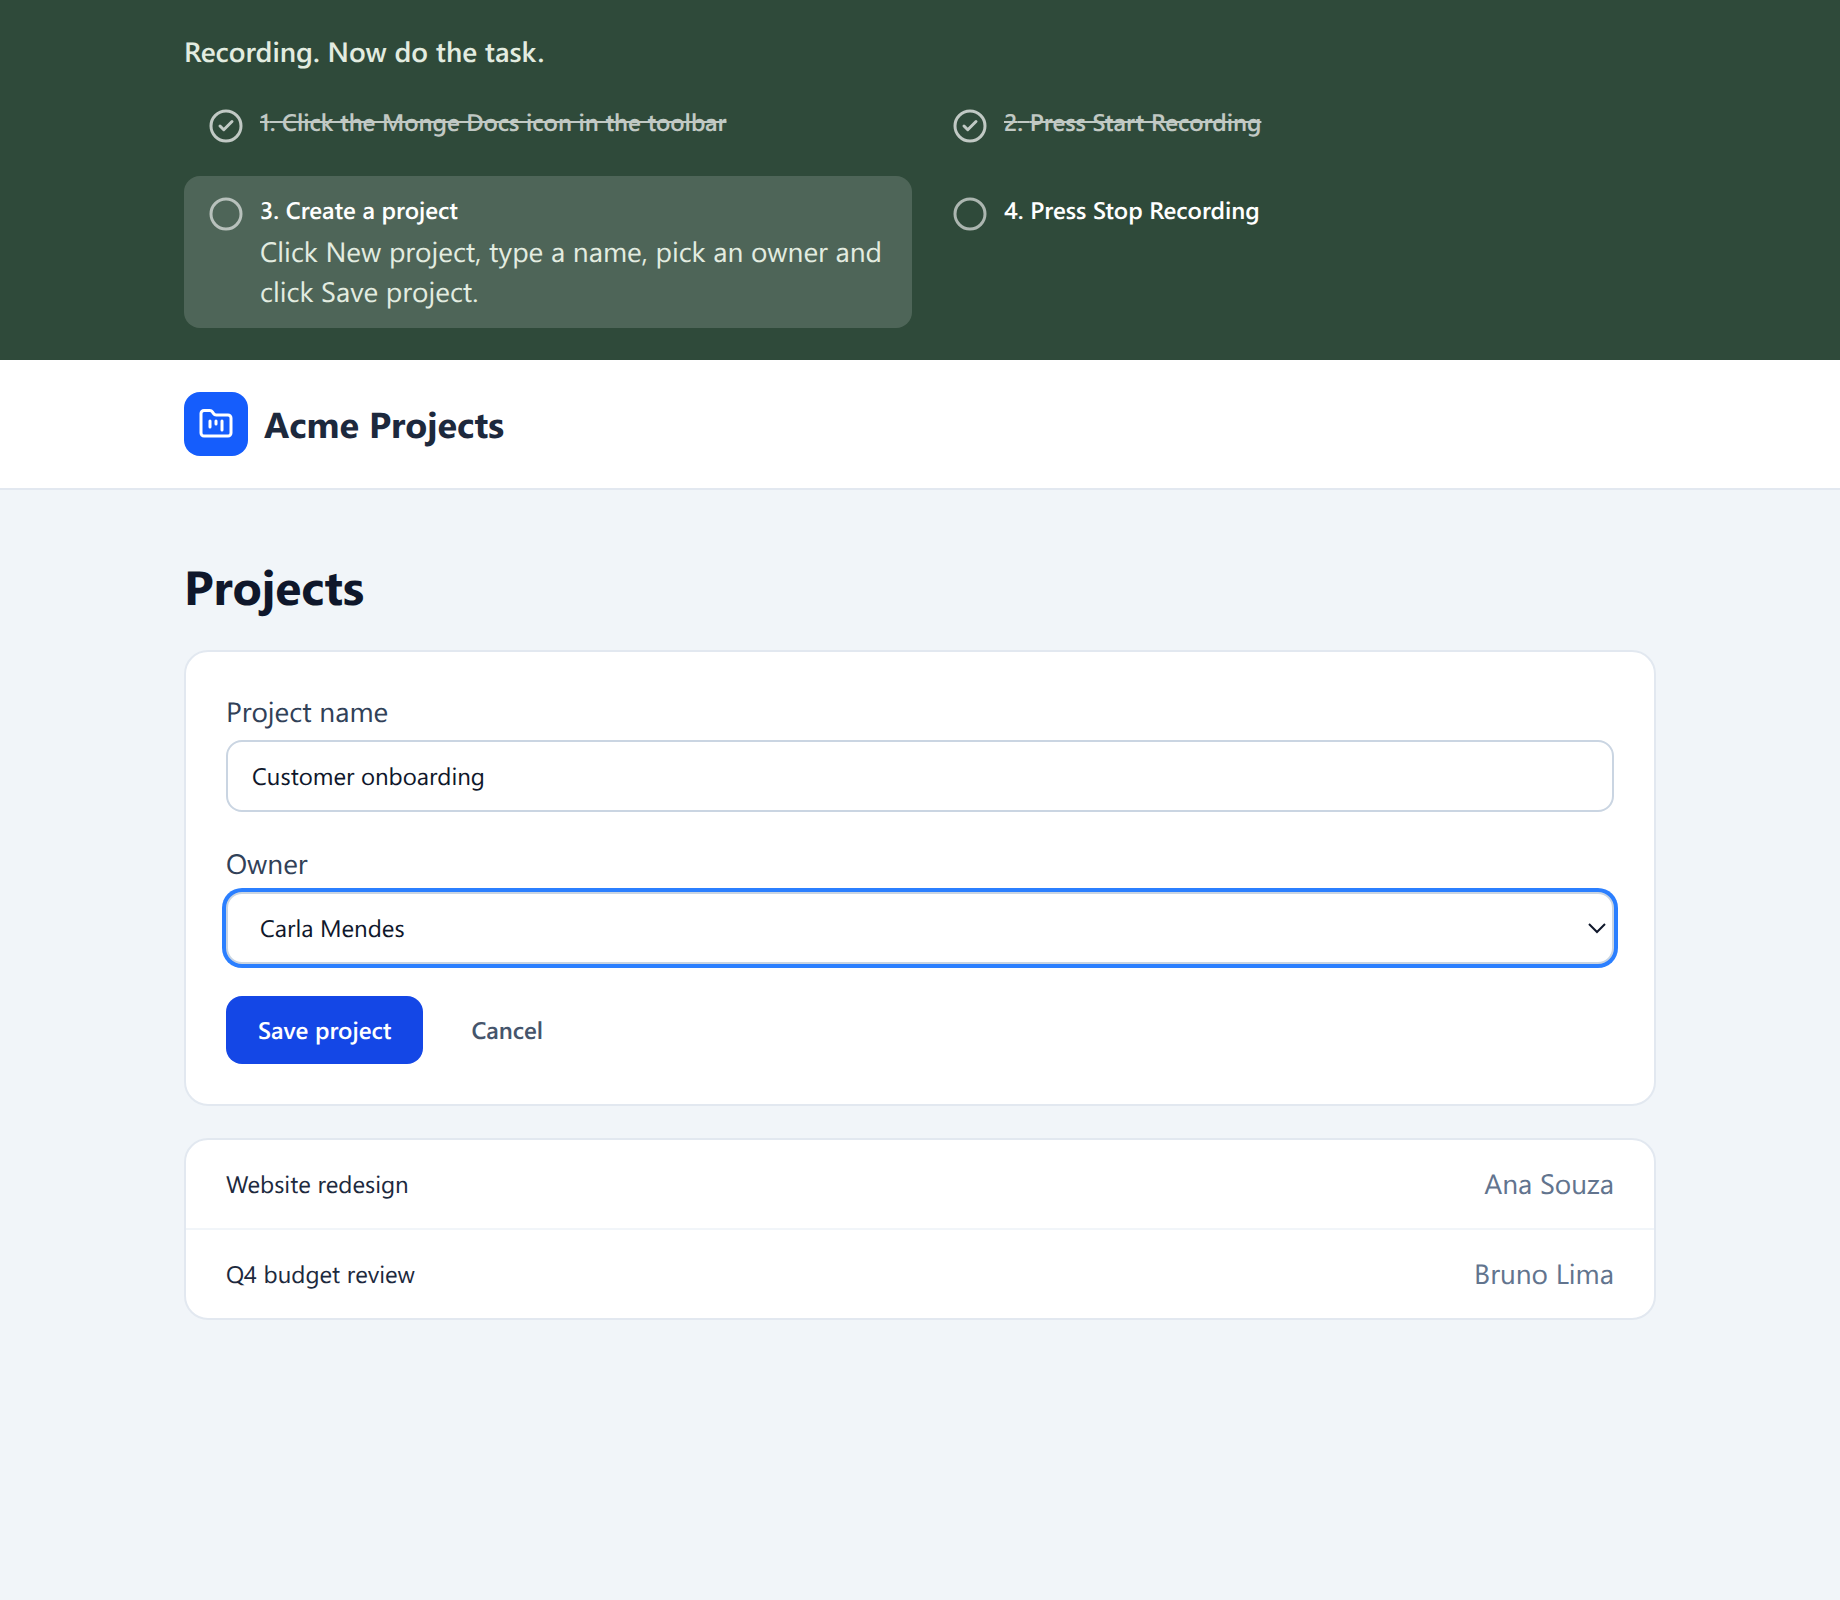 Recording. Now do the task.
1. Click the Monge Docs icon in the toolbar
2. Press Start Recording
3. Create a project
Click New project, type a name, pick an owner and
click Save project.
4. Press Stop Recording
Acme Projects
Projects
Project name
Customer onboarding
Owner
Carla Mendes
Save project
Cancel
Website redesign
Ana Souza
Q4 budget review
Bruno Lima